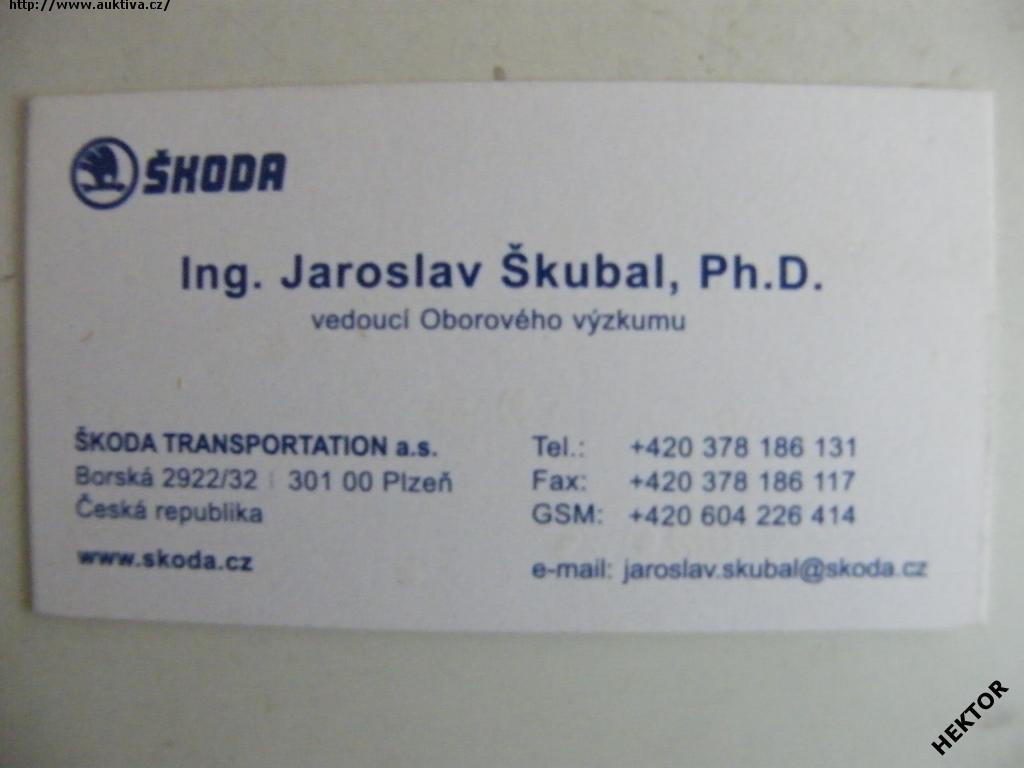 http://www.auktiva.cz/
ŠKODA
Ing. Jaroslav Škubal, Ph.D.
vedoucí Oborového výzkumu
ŠKODA TRANSPORTATION a.s.
Borská 2922/32 | 301 00 Plzeň
Česká republika
www.skoda.cz
Tel.: +420 378 186 131
Fax: +420 378 186 117
GSM: +420 604 226 414
e-mail: jaroslav.skubal@skoda.cz
HEKTOR